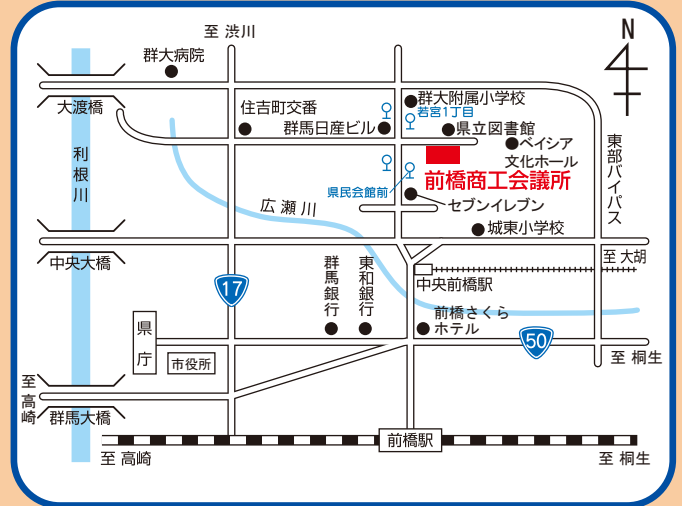 至 渋川
N
群大病院
大渡橋
住吉町交番
群大附属小学校
若宮1丁目
群馬日産ビル
県立図書館
ベイシア
文化ホール
利根川
東部バイパス
前橋商工会議所
県民会館前
セブンイレブン
広瀬川
城東小学校
中央大橋
至 大胡
17
群馬銀行
東和銀行
中央前橋駅
前橋さくら
ホテル
県庁
50
市役所
至 桐生
至高崎
群馬大橋
前橋駅
至 高崎
至 桐生